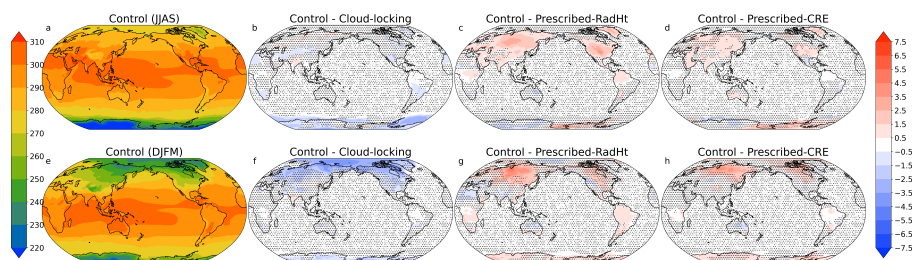 Control (JJAS)
Control - Cloud-locking
Control - Prescribed-RadHt
Control - Prescribed-CRE
a
b
c
d
310
300
290
280
270
260
250
240
230
220
7.5
6.5
5.5
4.5
3.5
2.5
1.5
0.5
−0.5
−1.5
−2.5
−3.5
−4.5
−5.5
−6.5
−7.5
Control (DJFM)
Control - Cloud-locking
Control - Prescribed-RadHt
Control - Prescribed-CRE
e
f
g
h